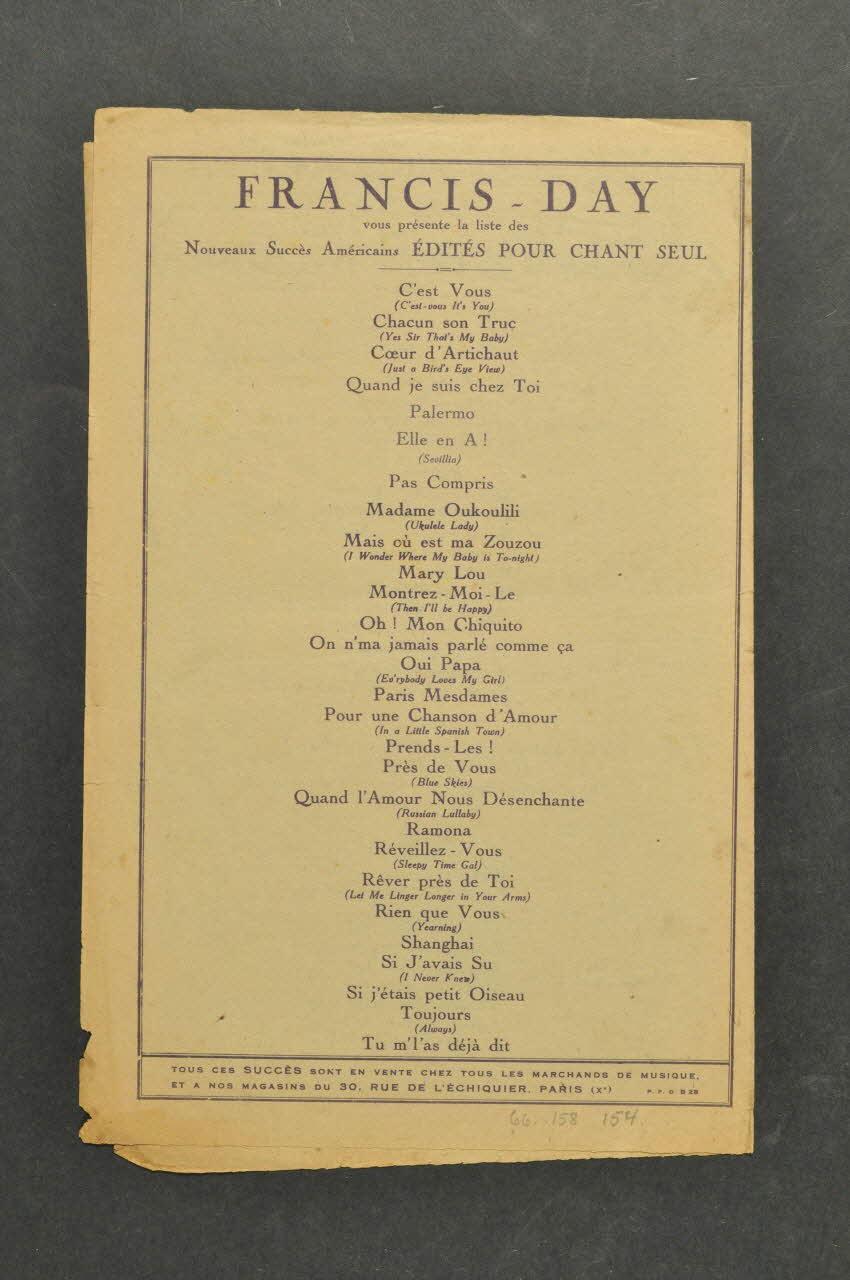 FRANCIS - DAY
vous présente la liste des
Nouveaux Succès Américains ÉDITÉS POUR CHANT SEUL
C'est Vous
(C'est-vous It's You)
Chacun son Truc
(Yes Sir That's My Baby)
Cœur d'Artichaut
(Just a Bird's Eye View)
Quand je suis chez Toi
Palermo
Elle en A !
(Sevillia)
Pas Compris
Madame Oukoulili
(Ukulele Lady)
Mais où est ma Zouzou
(I Wonder Where My Baby is To-night)
Mary Lou
Montrez - Moi - Le
(Then I'll be Happy)
Oh ! Mon Chiquito
On n'ma jamais parlé comme ça
Oui Papa
(Ev'rybody Loves My Girl)
Paris Mesdames
Pour une Chanson d'Amour
(In a Little Spanish Town)
Prends - Les !
Près de Vous
(Blue Skies)
Quand l'Amour Nous Désenchante
(Russian Lullaby)
Ramona
Réveillez - Vous
(Sleepy Time Gal)
Rêver près de Toi
(Let Me Linger Longer in Your Arms)
Rien que Vous
(Yearning)
Shanghai
Si J'avais Su
(I Never Knew)
Si j'étais petit Oiseau
Toujours
(Always)
Tu m'l'as déjà dit
TOUS CES SUCCÈS SONT EN VENTE CHEZ TOUS LES MARCHANDS DE MUSIQUE,
ET A NOS MAGASINS DU 30, RUE DE L'ÉCHIQUIER, PARIS (Xe)
66 158 154